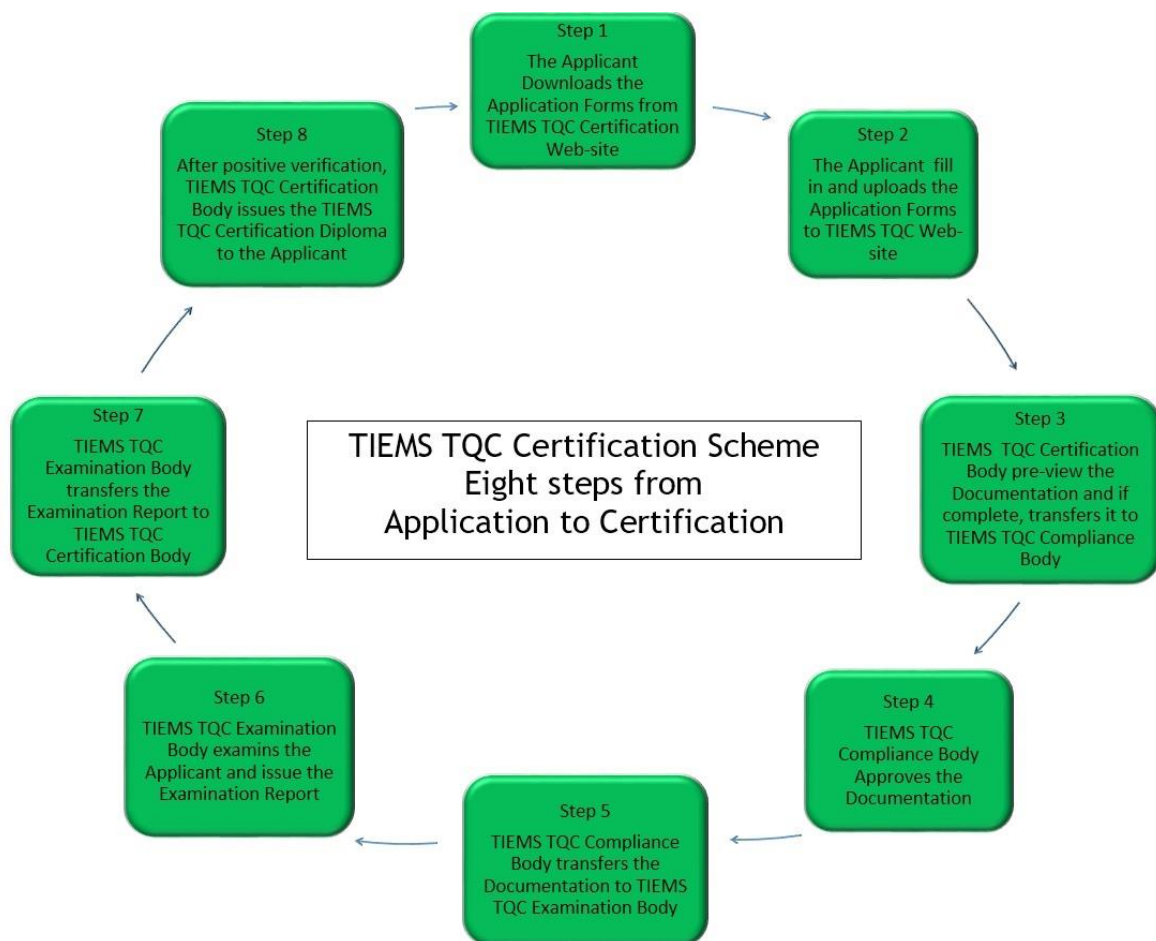 Step 1
The Applicant
Downloads the
Application Forms from
TIEMS TQC Certification
Web-site
Step 2
The Applicant fill
in and uploads the
Application Forms
to TIEMS TQC Web-
site
Step 3
TIEMS TQC Certification
Body pre-view the
Documentation and if
complete, transfers it to
TIEMS TQC Compliance
Body
Step 4
TIEMS TQC
Compliance Body
Approves the
Documentation
Step 5
TIEMS TQC Compliance
Body transfers the
Documentation to TIEMS
TQC Examination Body
Step 6
TIEMS TQC Examination
Body examines the
Applicant and issue the
Examination Report
Step 7
TIEMS TQC
Examination Body
transfers the
Examination Report to
TIEMS TQC
Certification Body
Step 8
After positive verification,
TIEMS TQC Certification
Body issues the TIEMS
TQC Certification Diploma
to the Applicant
TIEMS TQC Certification Scheme
Eight steps from
Application to Certification